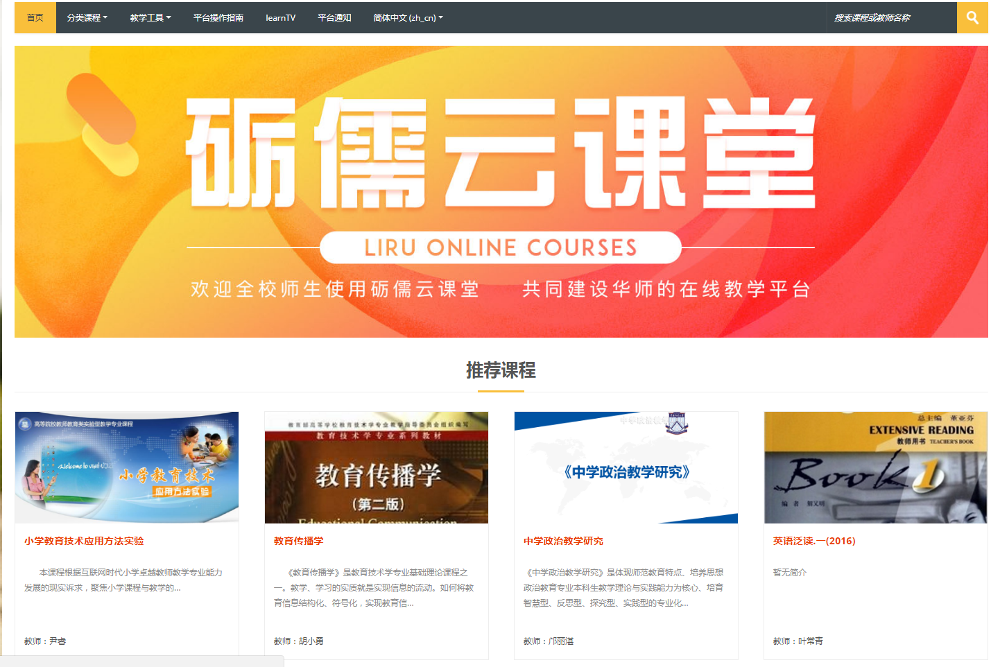 首页
分类课程
教学工具
平台操作指南
learnTV
平台通知
简体中文 (zh_cn)
搜索课程或教师名称
砺儒云课堂
LIRU ONLINE COURSES
欢迎全校师生使用砺儒云课堂 共同建设华师的在线教学平台
推荐课程
高等院校教师教育类实验型教学专业课程
Welcome to visit
小学教育技术
应用方法实验
小学教育技术应用方法实验
本课程根据互联网时代小学卓越教师教学专业能力
发展的现实诉求，聚焦小学课程与教学的...
教师：尹睿
教育部高等学校教育技术学专业教学指导委员会组织编写
教育技术学专业系列教材
教育传播学
（第二版）
Educational Communication
教育传播学
《教育传播学》是教育技术学专业基础理论课程之
一。教学、学习的实质就是实现信息的流动。如何将教
育信息结构化、符号化，实现教育信...
教师：胡小勇
《中学政治教学研究》
中学政治教学研究
《中学政治教学研究》是体现师范教育特点、培养思想
政治教育专业本科生教学理论与实践能力为核心、培育
智慧型、反思型、探究型、实践型的专业化...
教师：邝丽湛
总主编 董亚芬
EXTENSIVE READING
教师用书 TEACHER'S BOOK
Book 1
编者
英语泛读.一(2016)
暂无简介
教师：叶常青